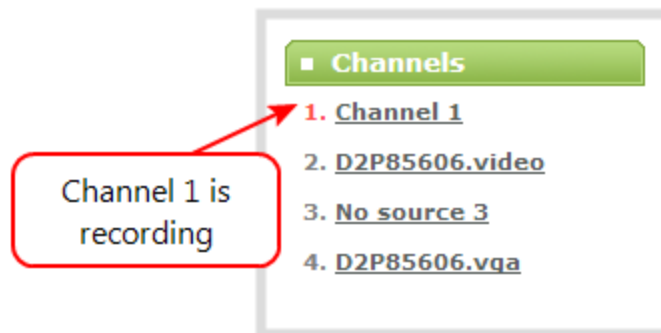 Channels
1. Channel 1
2. D2P85606.video
3. No source 3
4. D2P85606.vga
Channel 1 is
recording